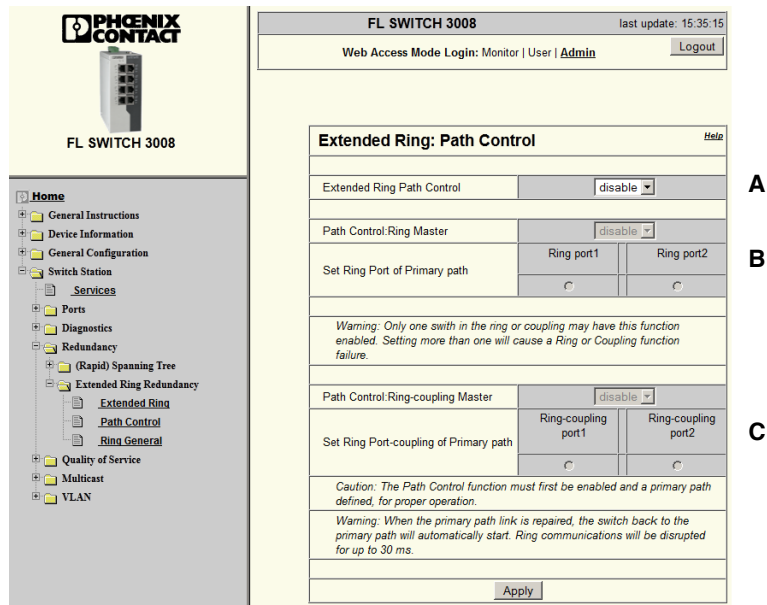 PHŒNIX
CONTACT
FL SWITCH 3008
Home
General Instructions
Device Information
General Configuration
Switch Station
Services
Ports
Diagnostics
Redundancy
(Rapid) Spanning Tree
Extended Ring Redundancy
Extended Ring
Path Control
Ring General
Quality of Service
Multicast
VLAN
FL SWITCH 3008 last update: 15:35:15
Web Access Mode Login: Monitor | User | Admin Logout
Extended Ring: Path Control Help
Extended Ring Path Control disable A
Path Control:Ring Master disable
Set Ring Port of Primary path Ring port1 Ring port2 B
Warning: Only one swith in the ring or coupling may have this function
enabled. Setting more than one will cause a Ring or Coupling function
failure.
Path Control:Ring-coupling Master disable
Set Ring Port-coupling of Primary path Ring-coupling port1 Ring-coupling port2 C
Caution: The Path Control function must first be enabled and a primary path
defined, for proper operation.
Warning: When the primary path link is repaired, the switch back to the
primary path will automatically start. Ring communications will be disrupted
for up to 30 ms.
Apply